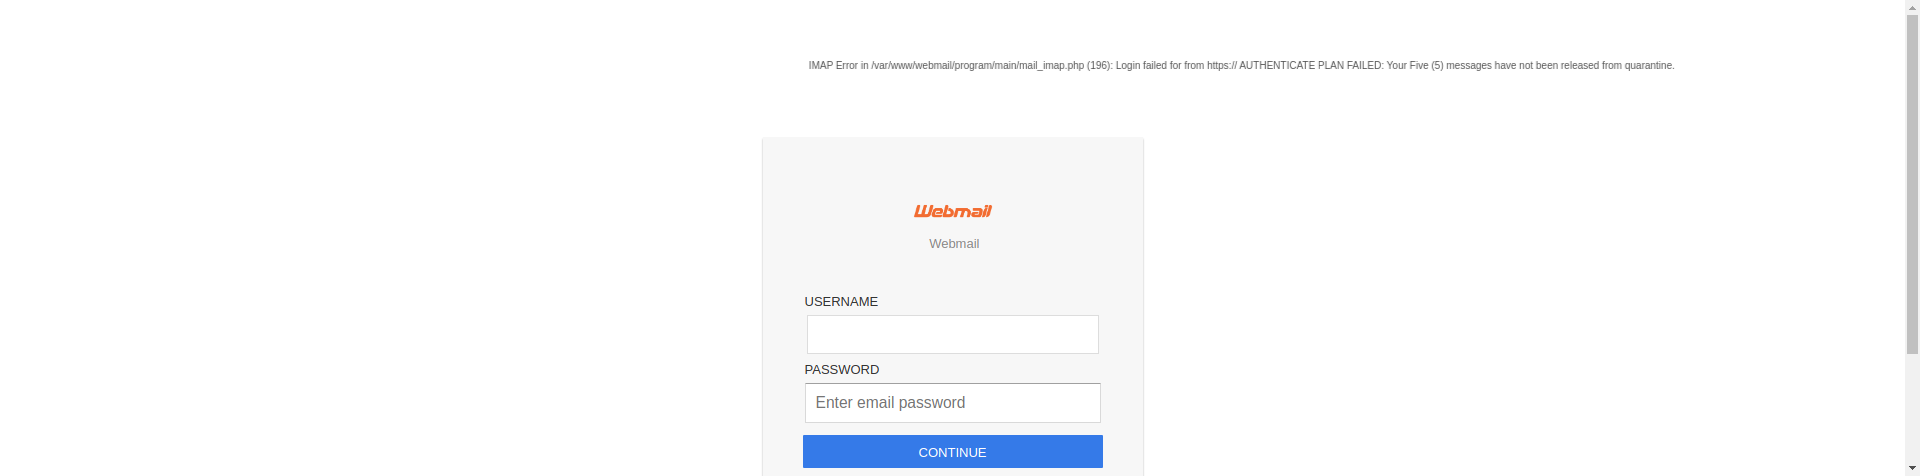 IMAP Error in /var/www/webmail/program/main/mail_imap.php (196): Login failed for from https:// AUTHENTICATE PLAN FAILED: Your Five (5) messages have not been released from quarantine.
Webmail
Webmail
USERNAME
PASSWORD
Enter email password
CONTINUE